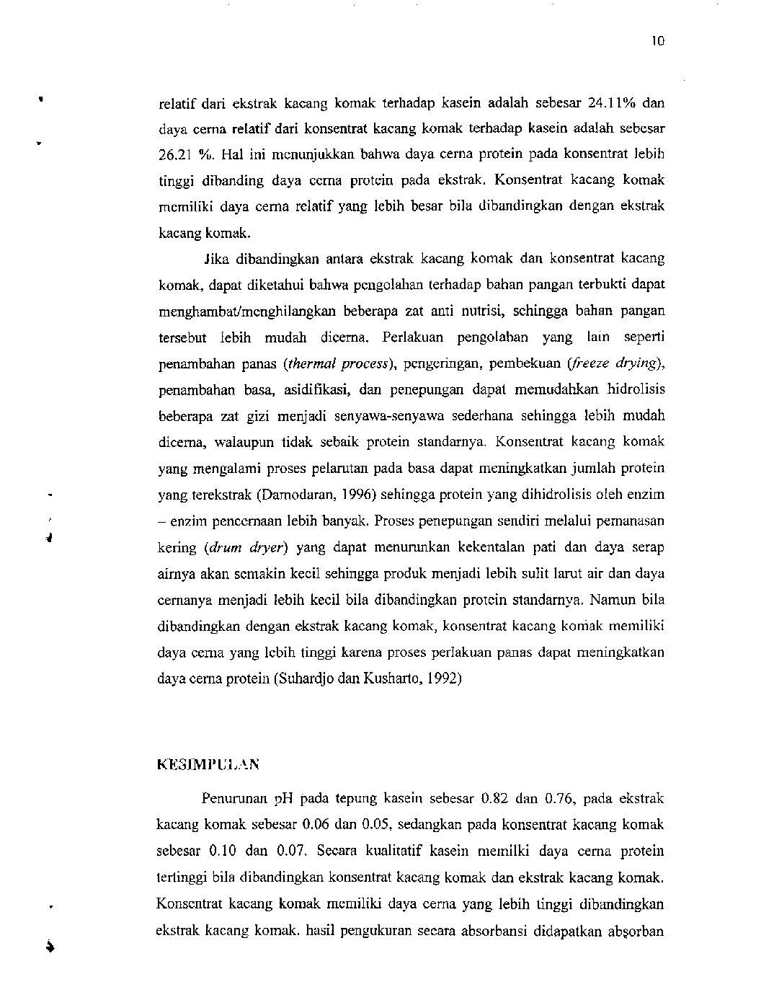 10
relatif dari ekstrak kacang komak terhadap kasein adalah sebesar 24.11% dan
daya cerna relatif dari konsentrat kacang komak terhadap kasein adalah sebesar
26.21 %. Hal ini menunjukkan bahwa daya cerna protein pada konsentrat lebih
tinggi dibanding daya cerna protein pada ekstrak. Konsentrat kacang komak
memiliki daya cerna relatif yang lebih besar bila dibandingkan dengan ekstrak
kacang komak.
Jika dibandingkan antara ekstrak kacang komak dan konsentrat kacang
komak, dapat diketahui bahwa pengolahan terhadap bahan pangan terbukti dapat
menghambat/menghilangkan beberapa zat anti nutrisi, sehingga bahan pangan
tersebut lebih mudah dicerna. Perlakuan pengolahan yang lain seperti
penambahan panas (thermal process), pengeringan, pembekuan (freeze drying),
penambahan basa, asidifikasi, dan penepungan dapat memudahkan hidrolisis
beberapa zat gizi menjadi senyawa-senyawa sederhana sehingga lebih mudah
dicerna, walaupun tidak sebaik protein standarnya. Konsentrat kacang komak
yang mengalami proses pelarutan pada basa dapat meningkatkan jumlah protein
yang terekstrak (Damodaran, 1996) sehingga protein yang dihidrolisis oleh enzim
– enzim pencernaan lebih banyak. Proses penepungan sendiri melalui pemanasan
kering (drum dryer) yang dapat menurunkan kekentalan pati dan daya serap
airnya akan semakin kecil sehingga produk menjadi lebih sulit larut air dan daya
cernanya menjadi lebih kecil bila dibandingkan protein standarnya. Namun bila
dibandingkan dengan ekstrak kacang komak, konsentrat kacang komak memiliki
daya cerna yang lebih tinggi karena proses perlakuan panas dapat meningkatkan
daya cerna protein (Suhardjo dan Kusharto, 1992)
KESIMPULAN
Penurunan pH pada tepung kasein sebesar 0.82 dan 0.76, pada ekstrak
kacang komak sebesar 0.06 dan 0.05, sedangkan pada konsentrat kacang komak
sebesar 0.10 dan 0.07. Secara kualitatif kasein memilki daya cerna protein
tertinggi bila dibandingkan konsentrat kacang komak dan ekstrak kacang komak.
Konsentrat kacang komak memiliki daya cerna yang lebih tinggi dibandingkan
ekstrak kacang komak. hasil pengukuran secara absorbansi didapatkan absorban